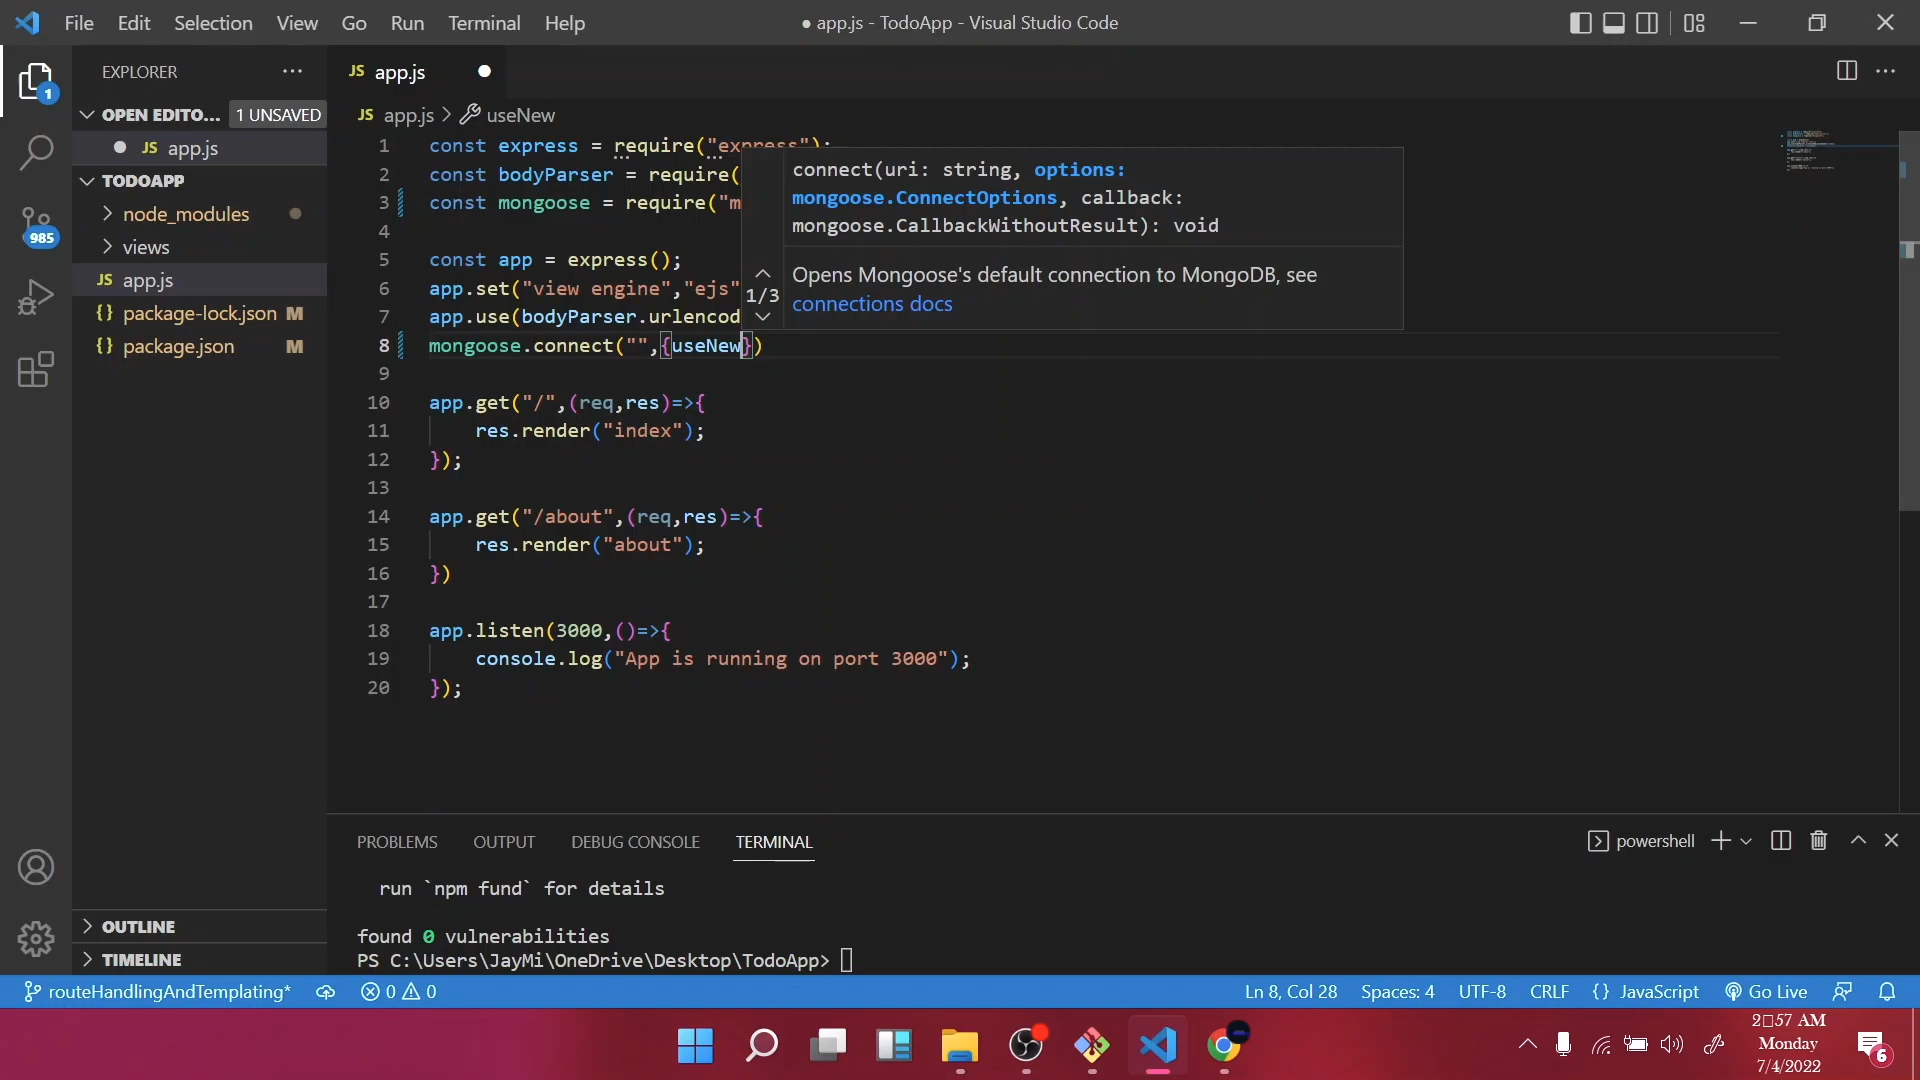 File Edit Selection View Go Run Terminal Help
● app.js - TodoApp - Visual Studio Code
EXPLORER
OPEN EDITO... 1 UNSAVED
JS app.js
TODOAPP
node_modules
views
JS app.js
{} package-lock.json M
{} package.json M
OUTLINE
TIMELINE
1
985
JS app.js
JS app.js > useNew
1 const express = require("express");
2 const bodyParser = require(
3 const mongoose = require("m
4
5 const app = express();
6 app.set("view engine","ejs"
7 app.use(bodyParser.urlencod
8 mongoose.connect("",{useNew})
9
10 app.get("/",(req,res)=>{
11 res.render("index");
12 });
13
14 app.get("/about",(req,res)=>{
15 res.render("about");
16 })
17
18 app.listen(3000,()=>{
19 console.log("App is running on port 3000");
20 });
connect(uri: string, options:
mongoose.ConnectOptions, callback:
mongoose.CallbackWithoutResult): void
1/3
Opens Mongoose's default connection to MongoDB, see
connections docs
PROBLEMS OUTPUT DEBUG CONSOLE TERMINAL
powershell
run `npm fund` for details
found 0 vulnerabilities
PS C:\Users\JayMi\OneDrive\Desktop\TodoApp>
routeHandlingAndTemplating* 0 0
Ln 8, Col 28 Spaces: 4 UTF-8 CRLF {} JavaScript Go Live
2□57 AM
Monday
7/4/2022
6